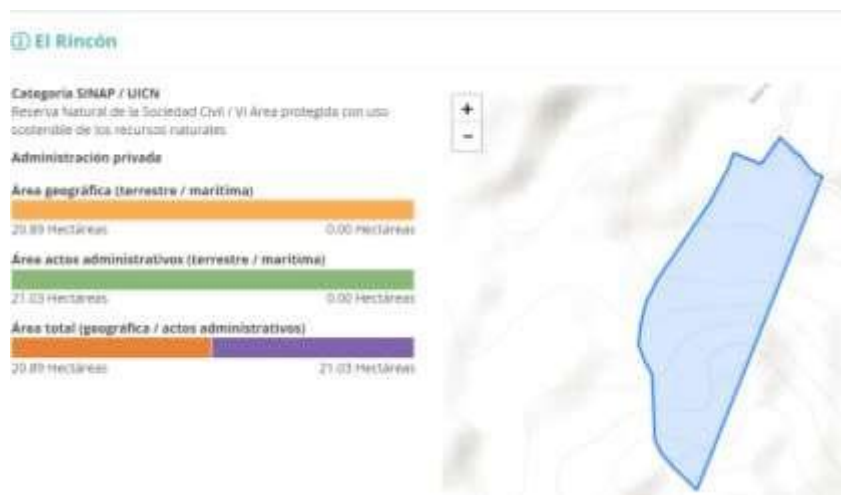 El Rincón
Categoría SINAP / UICN
Reserva Natural de la Sociedad Civil / VI Área protegida con uso
sostenible de los recursos naturales
Administración privada
Área geográfica (terrestre / marítima)
20.89 Hectáreas 0.00 Hectáreas
Área actos administrativos (terrestre / marítima)
21.03 Hectáreas 0.00 Hectáreas
Área total (geográfica / actos administrativos)
20.89 Hectáreas 21.03 Hectáreas
+
−